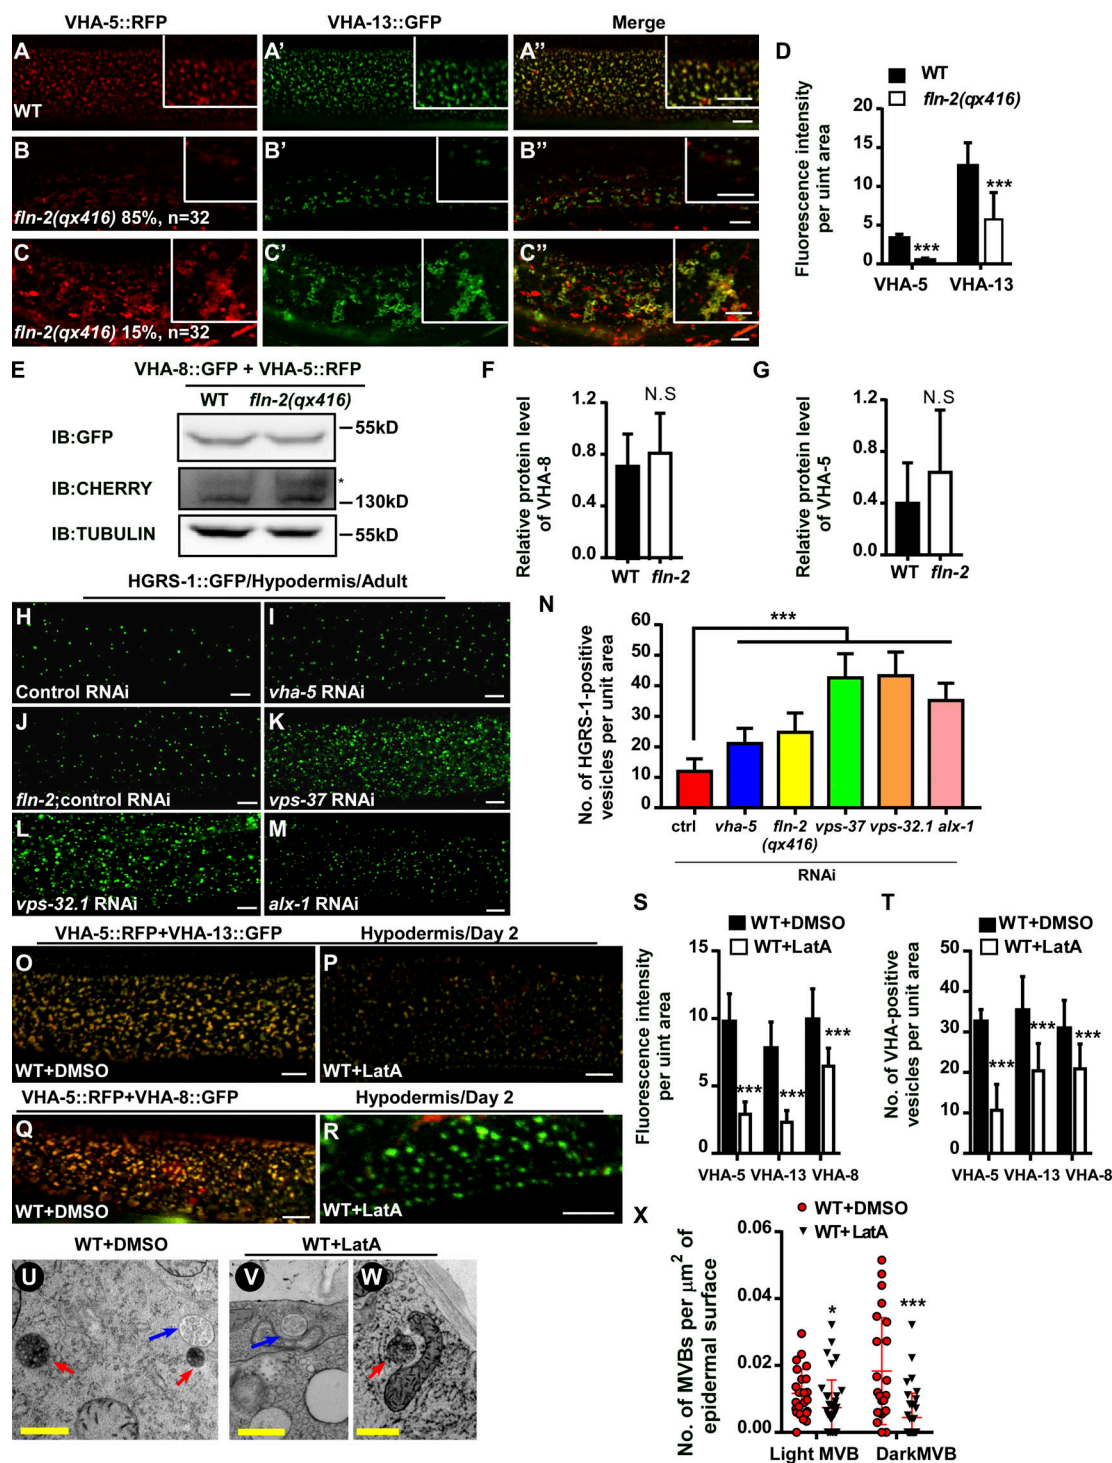 VHA-5::RFP VHA-13::GFP Merge
A A' A''
WT
B B' B''
fln-2(qx416) 85%, n=32
C C' C''
fln-2(qx416) 15%, n=32
D
WT
fln-2(qx416)
Fluorescence intensity
per uint area
20
15
10
5
0
***
***
VHA-5 VHA-13
E
VHA-8::GFP + VHA-5::RFP
WT fln-2(qx416)
IB:GFP
55kD
IB:CHERRY
*
130kD
IB:TUBULIN
55kD
F
N.S
Relative protein level
of VHA-8
1.2
0.8
0.4
0.0
WT fln-2
G
N.S
Relative protein level
of VHA-5
1.2
0.8
0.4
0.0
WT fln-2
HGRS-1::GFP/Hypodermis/Adult
H
Control RNAi
I
vha-5 RNAi
J
fln-2;control RNAi
K
vps-37 RNAi
L
vps-32.1 RNAi
M
alx-1 RNAi
N
No. of HGRS-1-positive
vesicles per unit area
60
50
40
30
20
10
0
***
ctrl vha-5 fln-2 vps-37 vps-32.1 alx-1
(qx416)
RNAi
VHA-5::RFP+VHA-13::GFP Hypodermis/Day 2
O
WT+DMSO
P
WT+LatA
VHA-5::RFP+VHA-8::GFP Hypodermis/Day 2
Q
WT+DMSO
R
WT+LatA
S
WT+DMSO
WT+LatA
Fluorescence intensity
per uint area
15
10
5
0
***
***
***
VHA-5 VHA-13 VHA-8
T
WT+DMSO
WT+LatA
No. of VHA-positive
vesicles per unit area
50
40
30
20
10
0
***
***
***
VHA-5 VHA-13 VHA-8
WT+DMSO WT+LatA
U V W
X
WT+DMSO
WT+LatA
No. of MVBs per μm2 of
epidermal surface
0.06
0.04
0.02
0.00
*
***
Light MVB DarkMVB